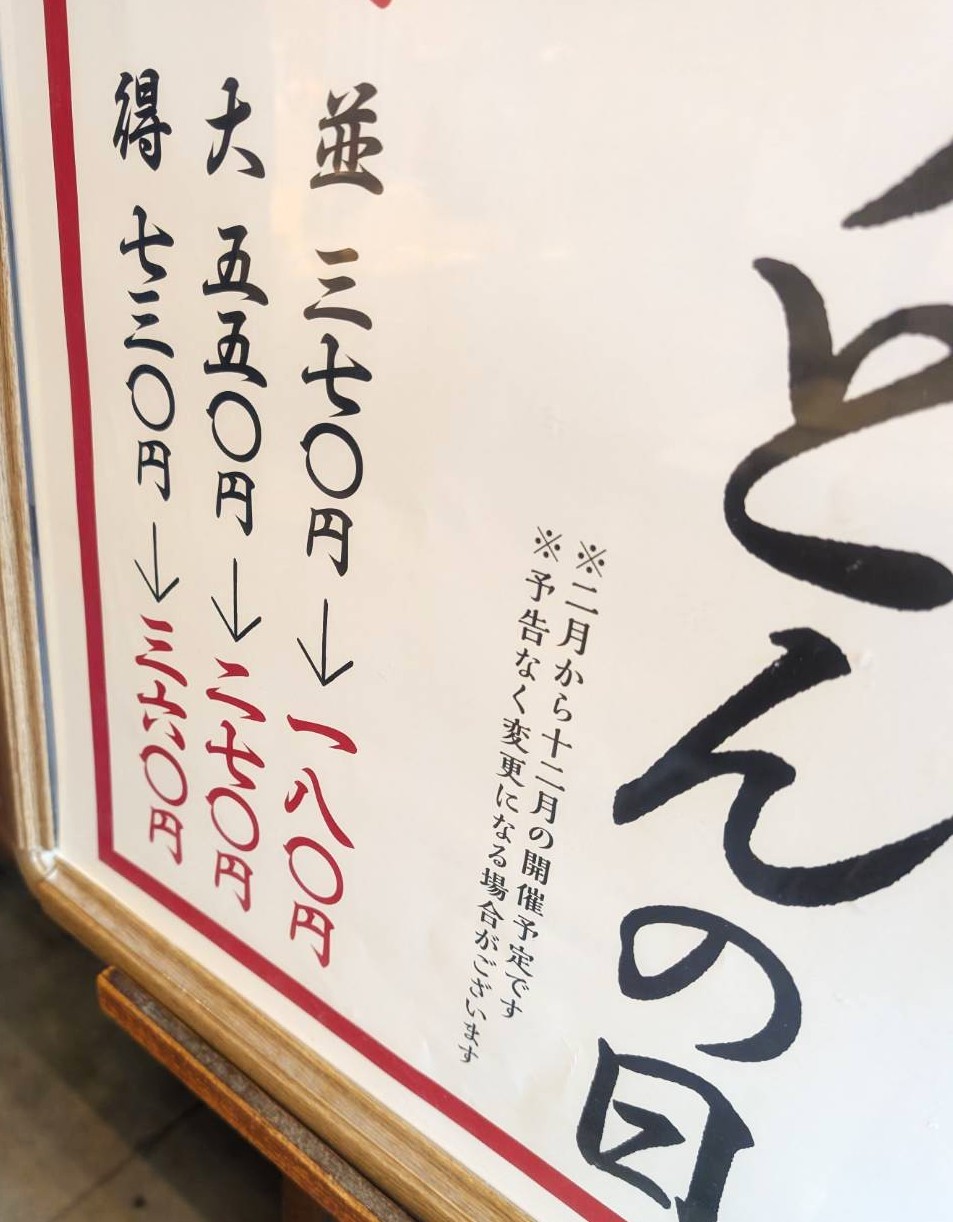 とんの日
※二月から十二月の開催予定です
※予告なく変更になる場合がございます
並 三七〇円→一八〇円
大 五五〇円→二七〇円
得 七三〇円→三六〇円